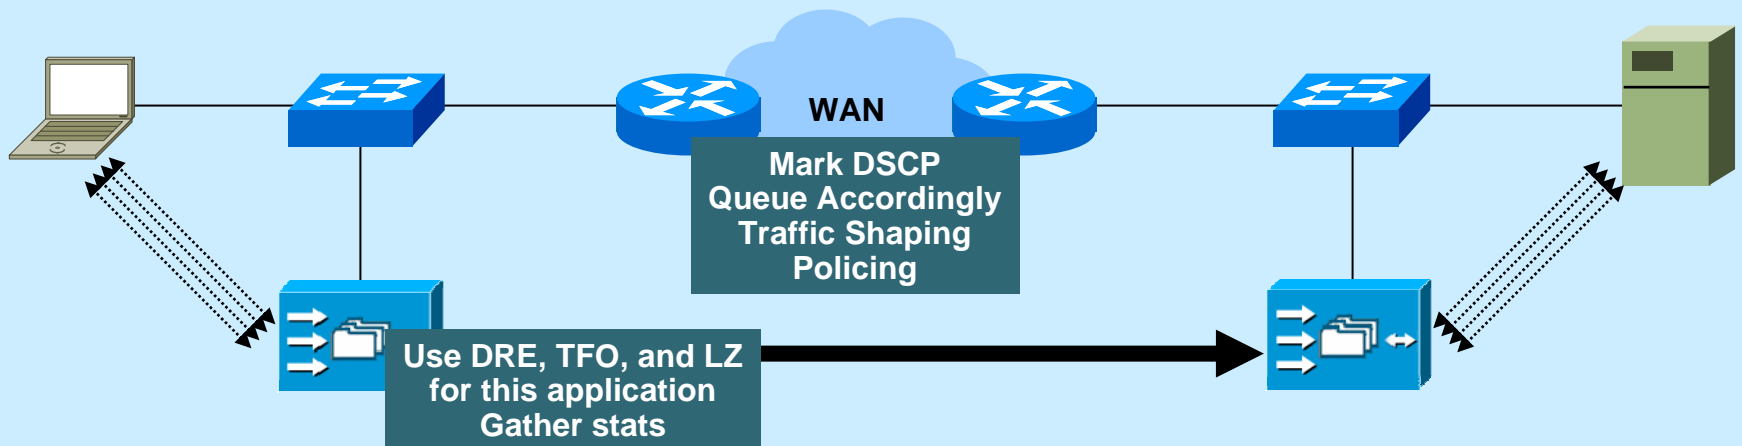 WAN
Mark DSCP
Queue Accordingly
Traffic Shaping
Policing
Use DRE, TFO, and LZ
for this application
Gather stats